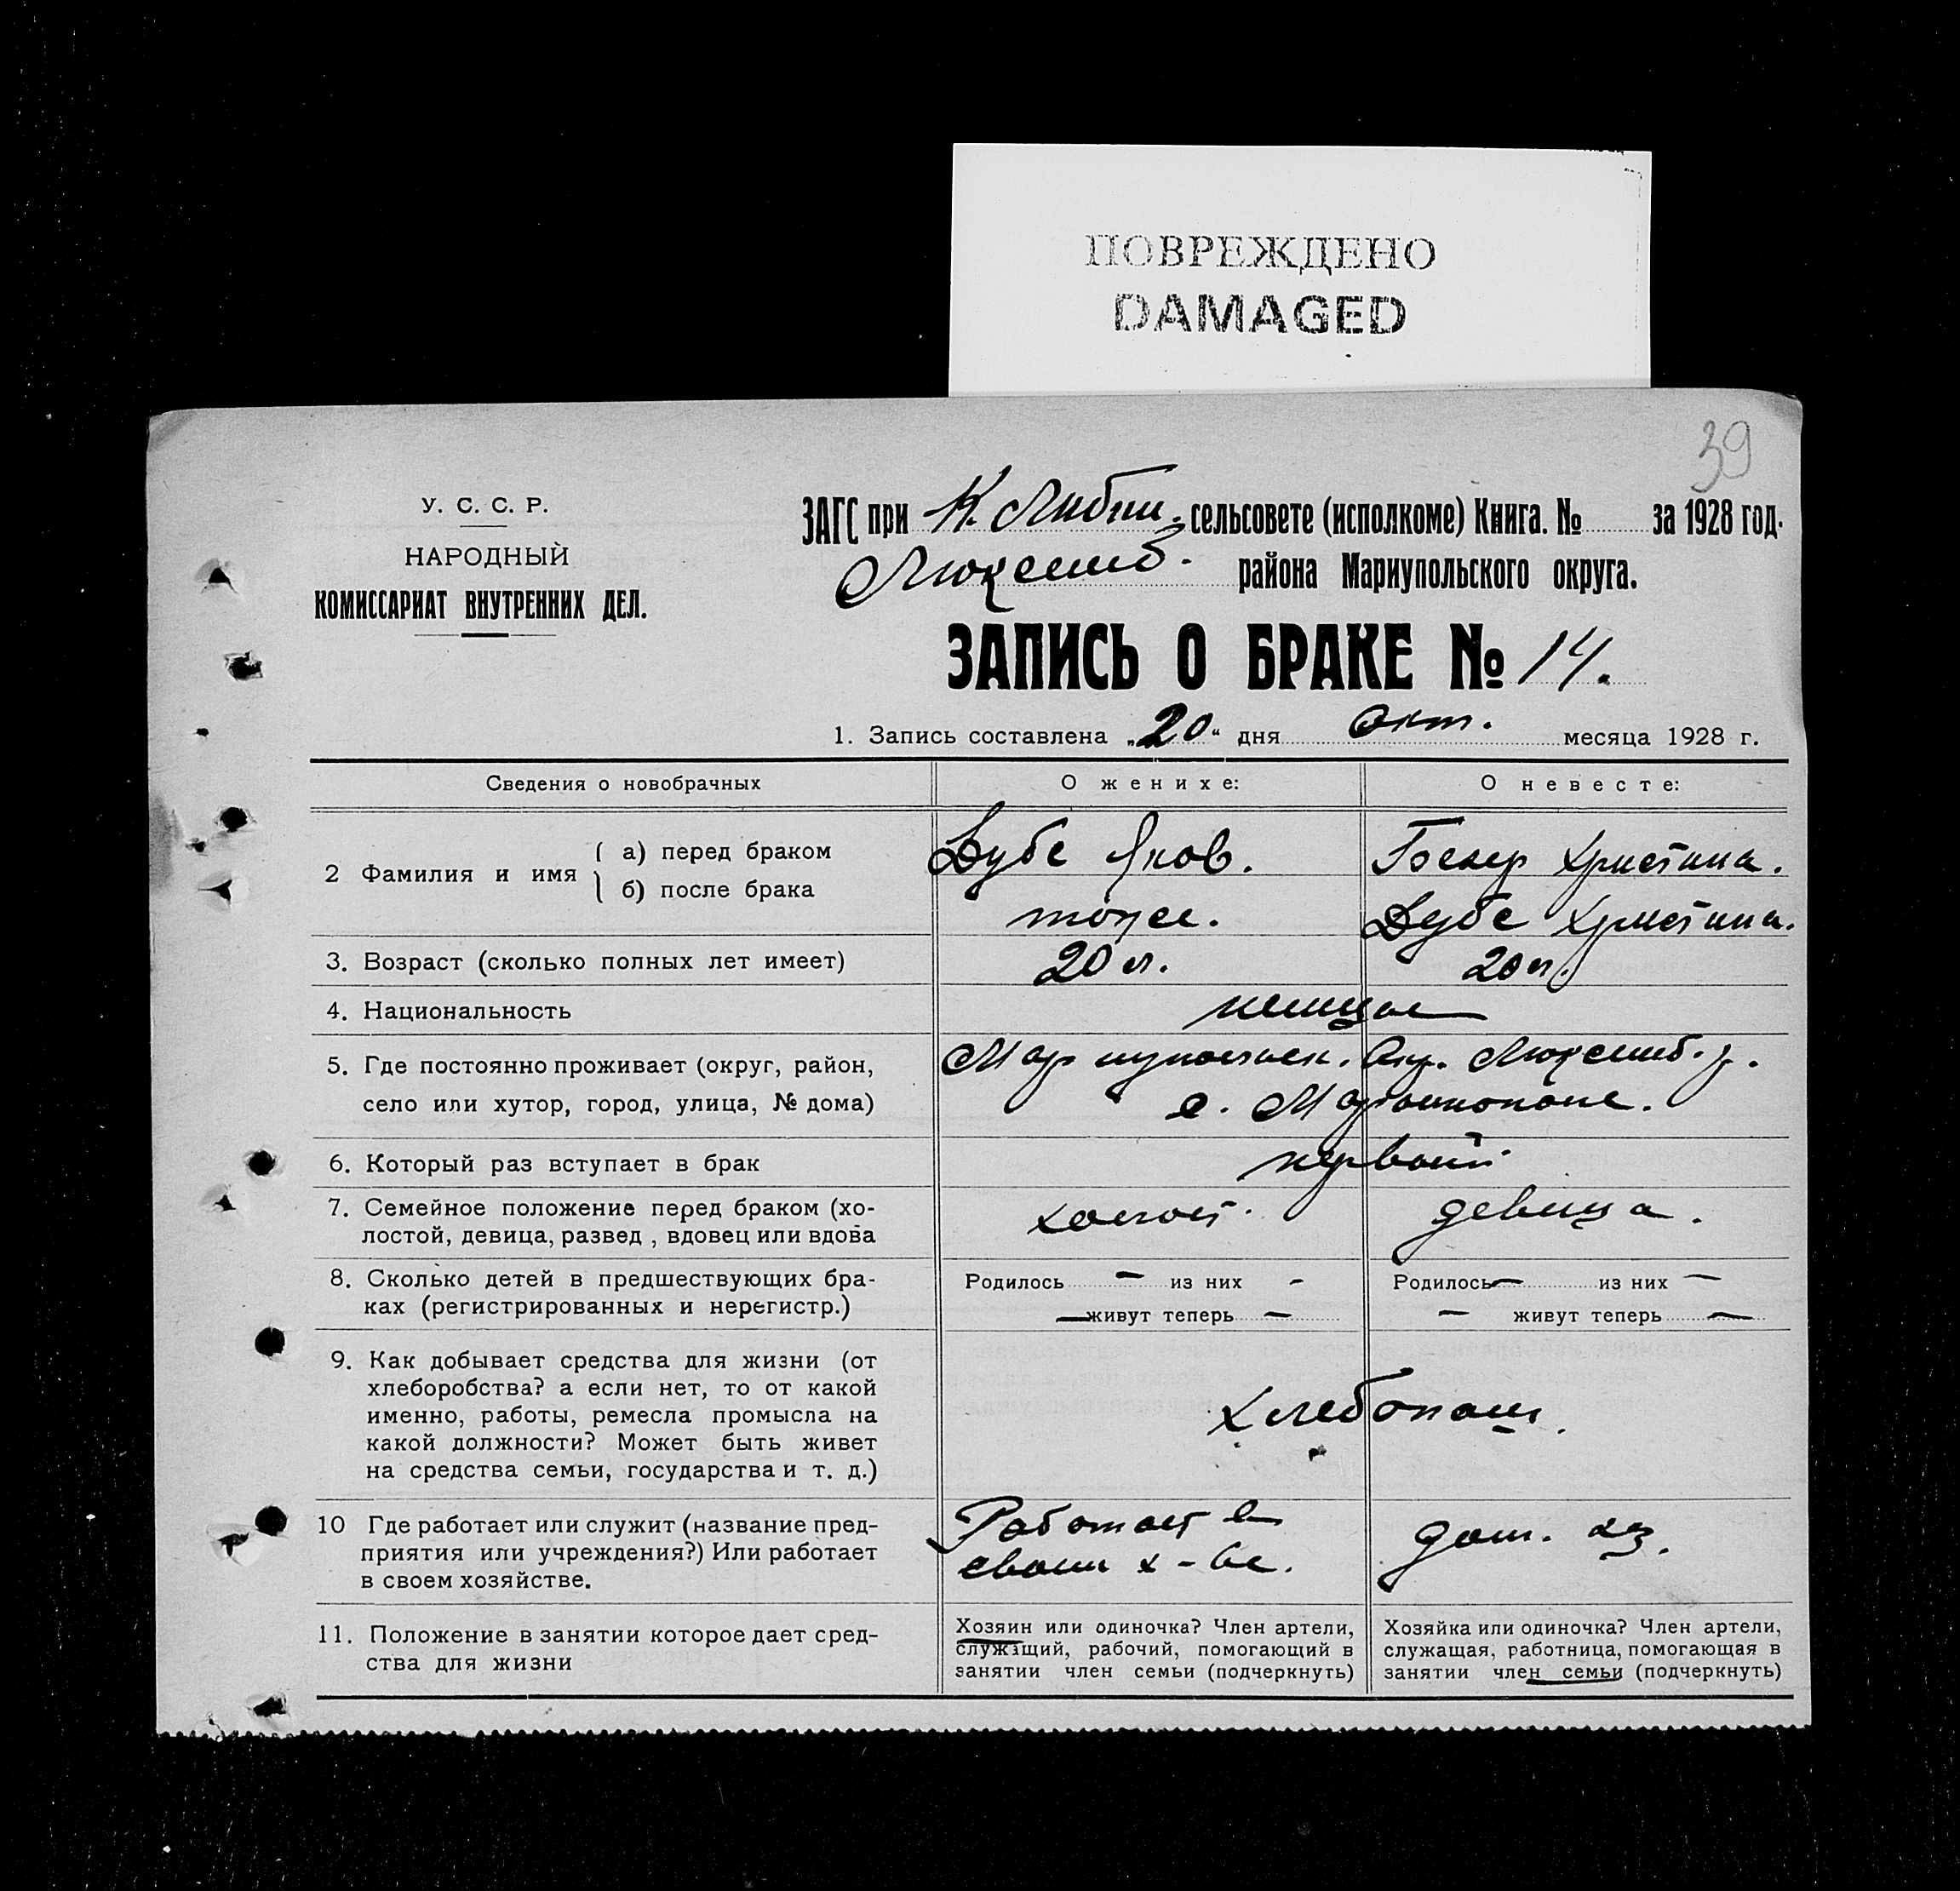 ПОВРЕЖДЕНО
DAMAGED
39
У. С. С. Р.
НАРОДНЫЙ
КОМИССАРИАТ ВНУТРЕННИХ ДЕЛ.
ЗАГС при К. Либкн. сельсовете (исполкоме) Книга. № за 1928 год.
Люксемб. района Мариупольского округа.
ЗАПИСЬ О БРАКЕ № 14.
1. Запись составлена „20“ дня Окт. месяца 1928 г.
Сведения о новобрачных О женихе: О невесте:
2 Фамилия и имя { а) перед браком Дубс Яков. Христина.
б) после брака тоже. Дубс Христина.
3. Возраст (сколько полных лет имеет) 20 л. 20 л.
4. Национальность немцы
5. Где постоянно проживает (округ, район, Мариупольск. Окр. Люксемб. р.
село или хутор, город, улица, № дома) с.
6. Который раз вступает в брак первый
7. Семейное положение перед браком (хо-
лостой, девица, развед , вдовец или вдова холост. девица.
8. Сколько детей в предшествующих бра- Родилось — из них - Родилось — из них —
ках (регистрированных и нерегистр.) — живут теперь — — живут теперь —
9. Как добывает средства для жизни (от
хлеборобства? а если нет, то от какой
именно, работы, ремесла промысла на Хлебопаш.
какой должности? Может быть живет
на средства семьи, государства и т. д.)
10 Где работает или служит (название пред- Работает в
приятия или учреждения?) Или работает своем х-ве. дом. хоз.
в своем хозяйстве.
11. Положение в занятии которое дает сред-
ства для жизни
Хозяин или одиночка? Член артели,
служащий, рабочий, помогающий в
занятии член семьи (подчеркнуть)
Хозяйка или одиночка? Член артели,
служащая, работница, помогающая в
занятии член семьи (подчеркнуть)